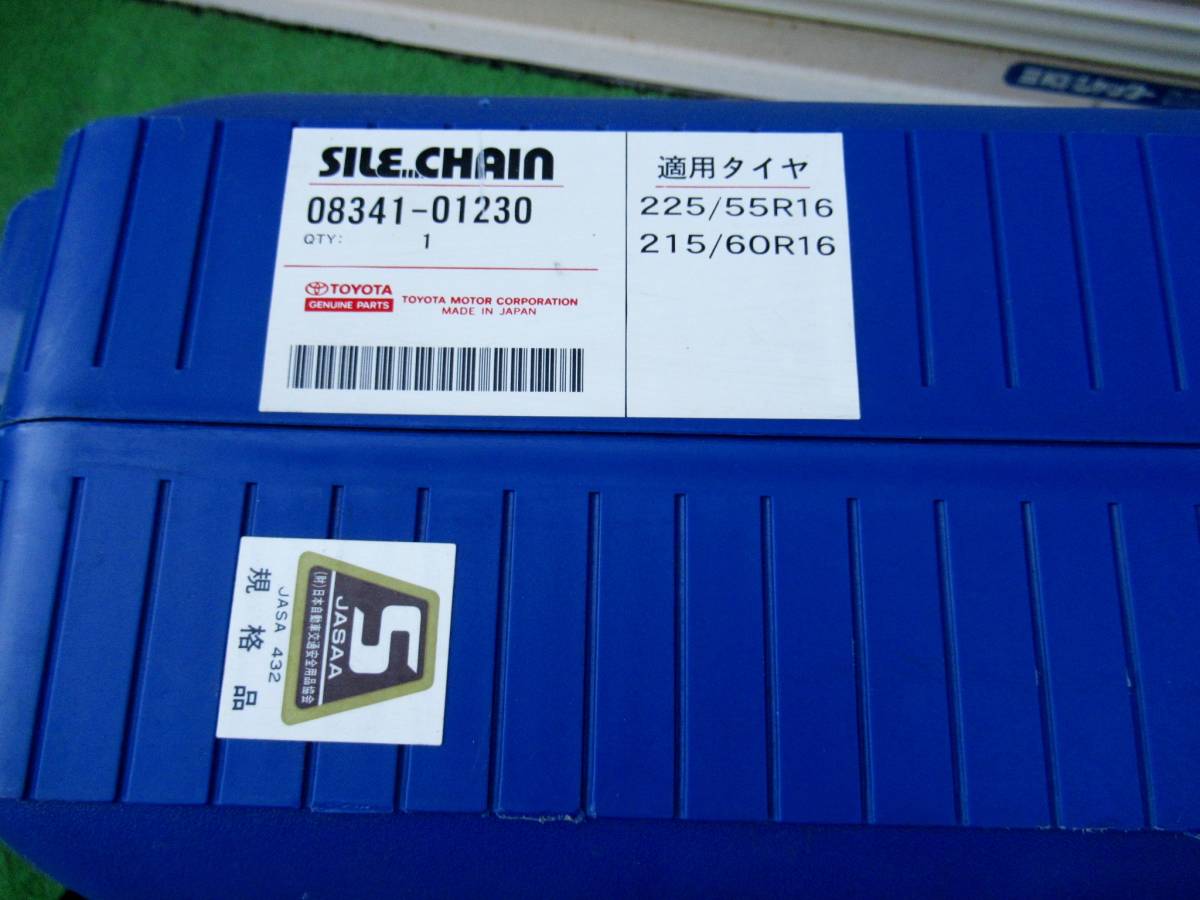 SILE...CHAIN
08341-01230
QTY: 1
TOYOTA
GENUINE PARTS
TOYOTA MOTOR CORPORATION
MADE IN JAPAN
適用タイヤ
225/55R16
215/60R16
S
JASAA
(財)日本自動車交通安全用品協会
JASA 432
規格品